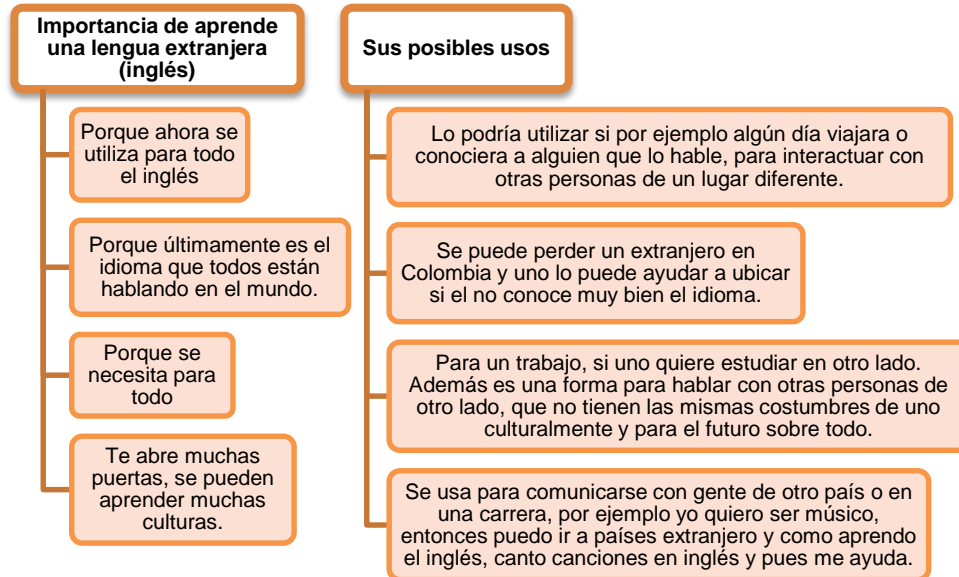 Importancia de aprende
una lengua extranjera
(inglés)
Porque ahora se
utiliza para todo
el inglés
Porque últimamente es el
idioma que todos están
hablando en el mundo.
Porque se
necesita para
todo
Te abre muchas
puertas, se pueden
aprender muchas
culturas.
Sus posibles usos
Lo podría utilizar si por ejemplo algún día viajara o
conociera a alguien que lo hable, para interactuar con
otras personas de un lugar diferente.
Se puede perder un extranjero en
Colombia y uno lo puede ayudar a ubicar
si el no conoce muy bien el idioma.
Para un trabajo, si uno quiere estudiar en otro lado.
Además es una forma para hablar con otras personas de
otro lado, que no tienen las mismas costumbres de uno
culturalmente y para el futuro sobre todo.
Se usa para comunicarse con gente de otro país o en
una carrera, por ejemplo yo quiero ser músico,
entonces puedo ir a países extranjero y como aprendo
el inglés, canto canciones en inglés y pues me ayuda.